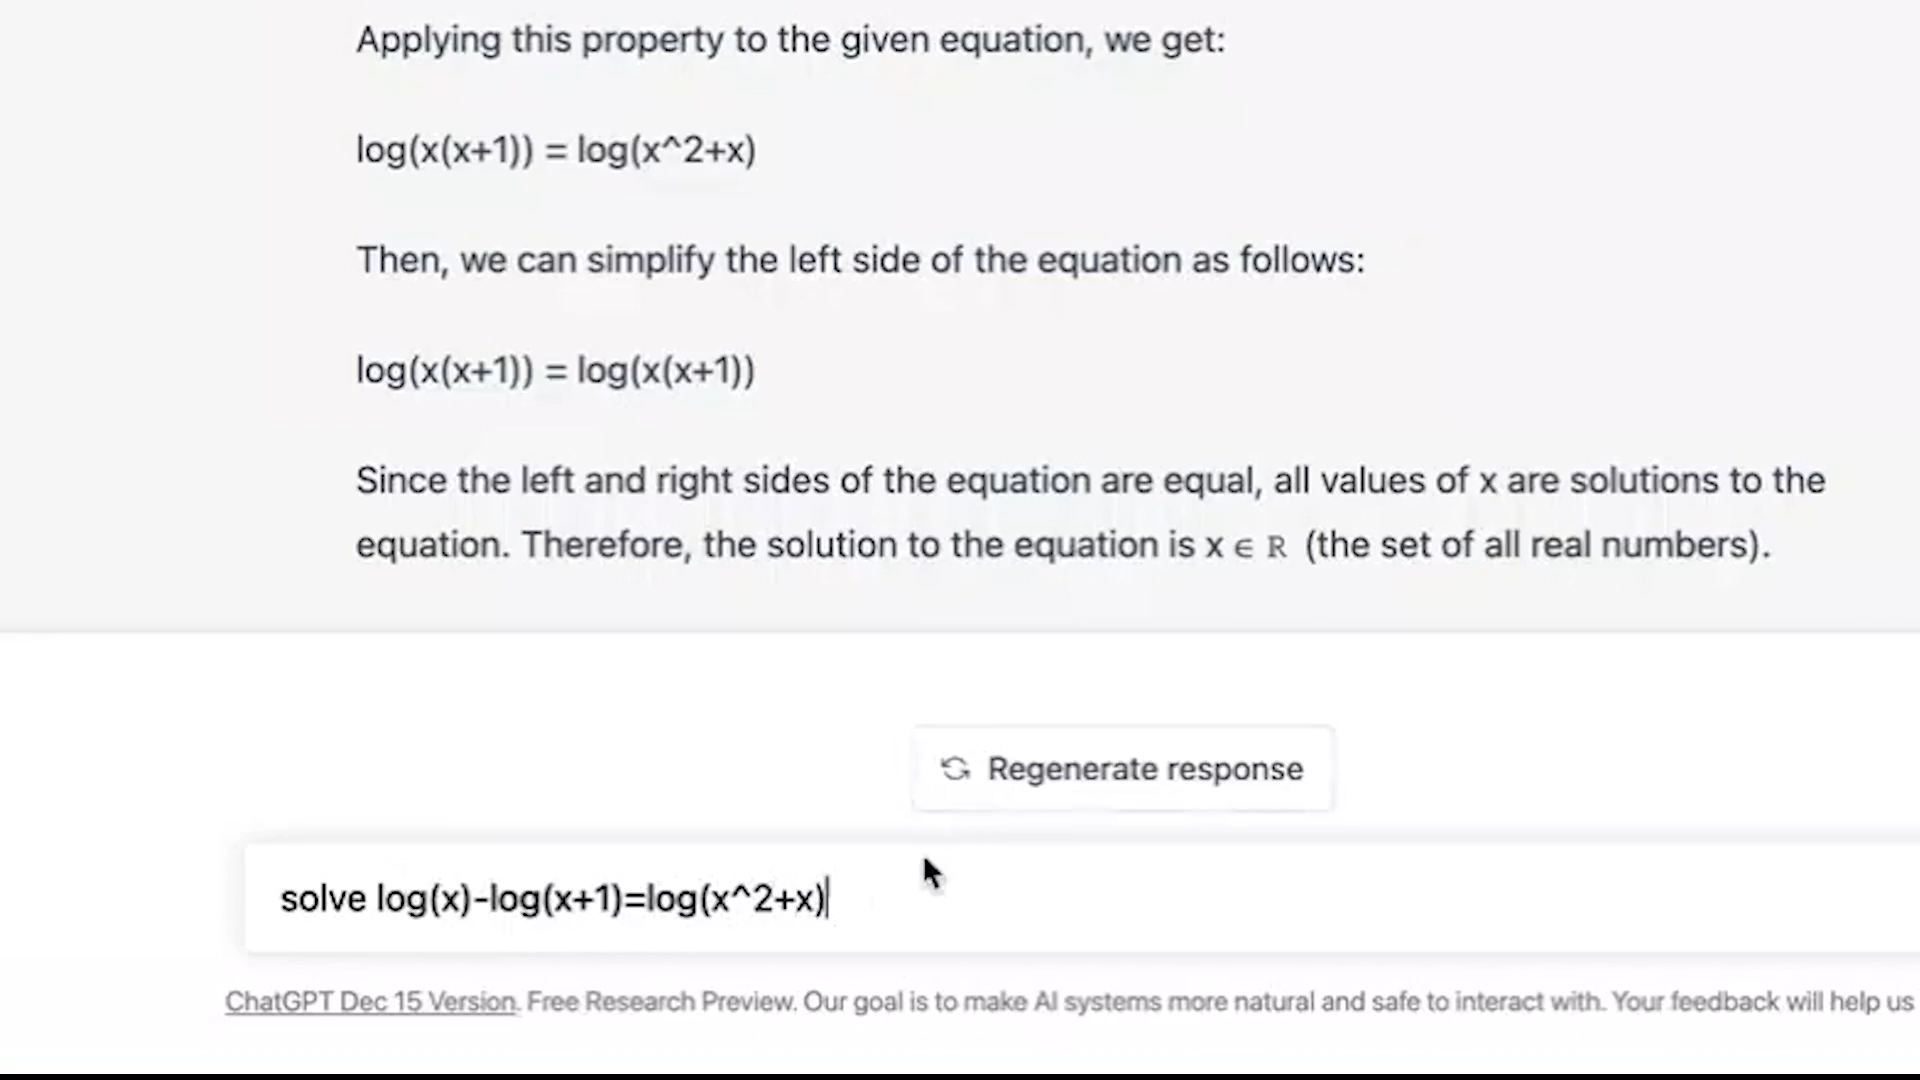 Applying this property to the given equation, we get:
log(x(x+1)) = log(x^2+x)
Then, we can simplify the left side of the equation as follows:
log(x(x+1)) = log(x(x+1))
Since the left and right sides of the equation are equal, all values of x are solutions to the
equation. Therefore, the solution to the equation is x ∈ ℝ (the set of all real numbers).
Regenerate response
solve log(x)-log(x+1)=log(x^2+x)
ChatGPT Dec 15 Version. Free Research Preview. Our goal is to make AI systems more natural and safe to interact with. Your feedback will help us